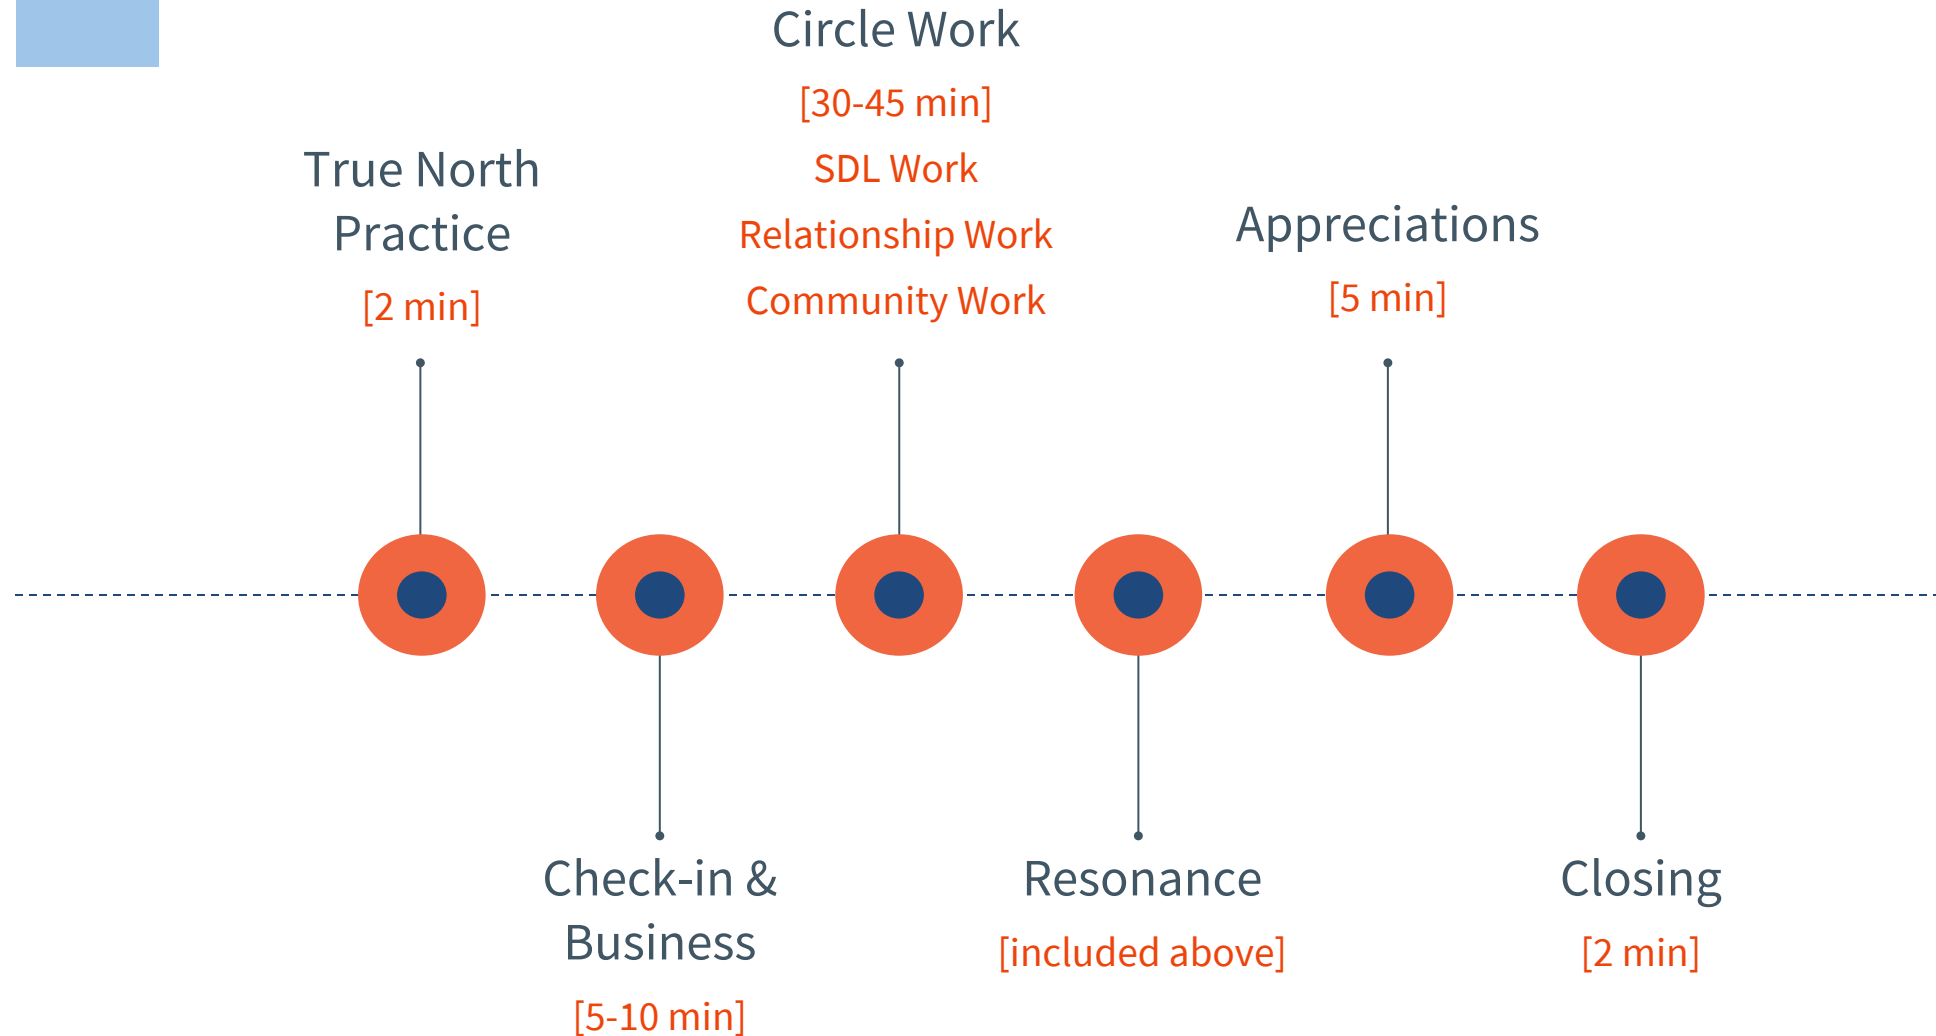 True North
Practice
[2 min]
Check-in &
Business
[5-10 min]
Circle Work
[30-45 min]
SDL Work
Relationship Work
Community Work
Resonance
[included above]
Appreciations
[5 min]
Closing
[2 min]